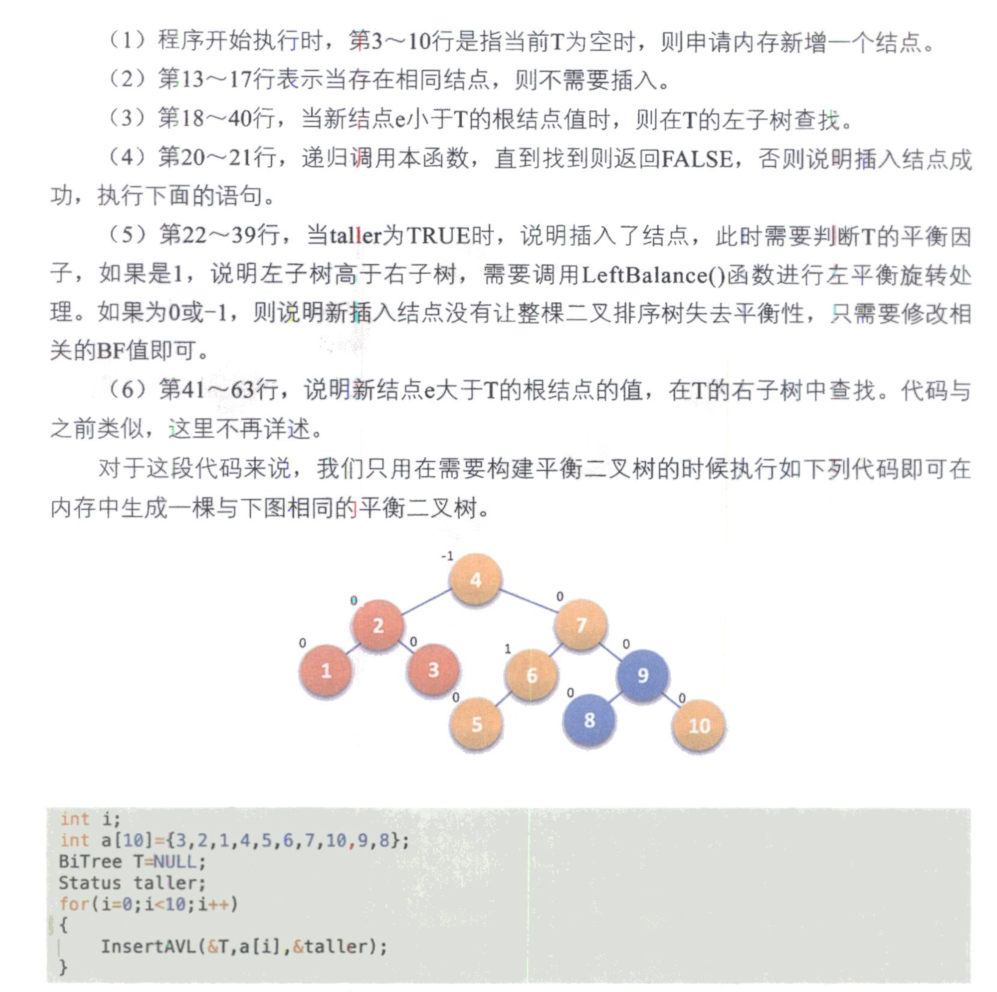 （1）程序开始执行时，第3～10行是指当前T为空时，则申请内存新增一个结点。
（2）第13～17行表示当存在相同结点，则不需要插入。
（3）第18～40行，当新结点e小于T的根结点值时，则在T的左子树查找。
（4）第20～21行，递归调用本函数，直到找到则返回FALSE，否则说明插入结点成
功，执行下面的语句。
（5）第22～39行，当taller为TRUE时，说明插入了结点，此时需要判断T的平衡因
子，如果是1，说明左子树高于右子树，需要调用LeftBalance()函数进行左平衡旋转处
理。如果为0或-1，则说明新插入结点没有让整棵二叉排序树失去平衡性，只需要修改相
关的BF值即可。
（6）第41～63行，说明新结点e大于T的根结点的值，在T的右子树中查找。代码与
之前类似，这里不再详述。
对于这段代码来说，我们只用在需要构建平衡二叉树的时候执行如下列代码即可在
内存中生成一棵与下图相同的平衡二叉树。
-1
4
0
2
0
7
0
1
0
3
1
6
0
9
0
5
0
8
0
10
int i;
int a[10]={3,2,1,4,5,6,7,10,9,8};
BiTree T=NULL;
Status taller;
for(i=0;i<10;i++)
{
InsertAVL(&T,a[i],&taller);
}